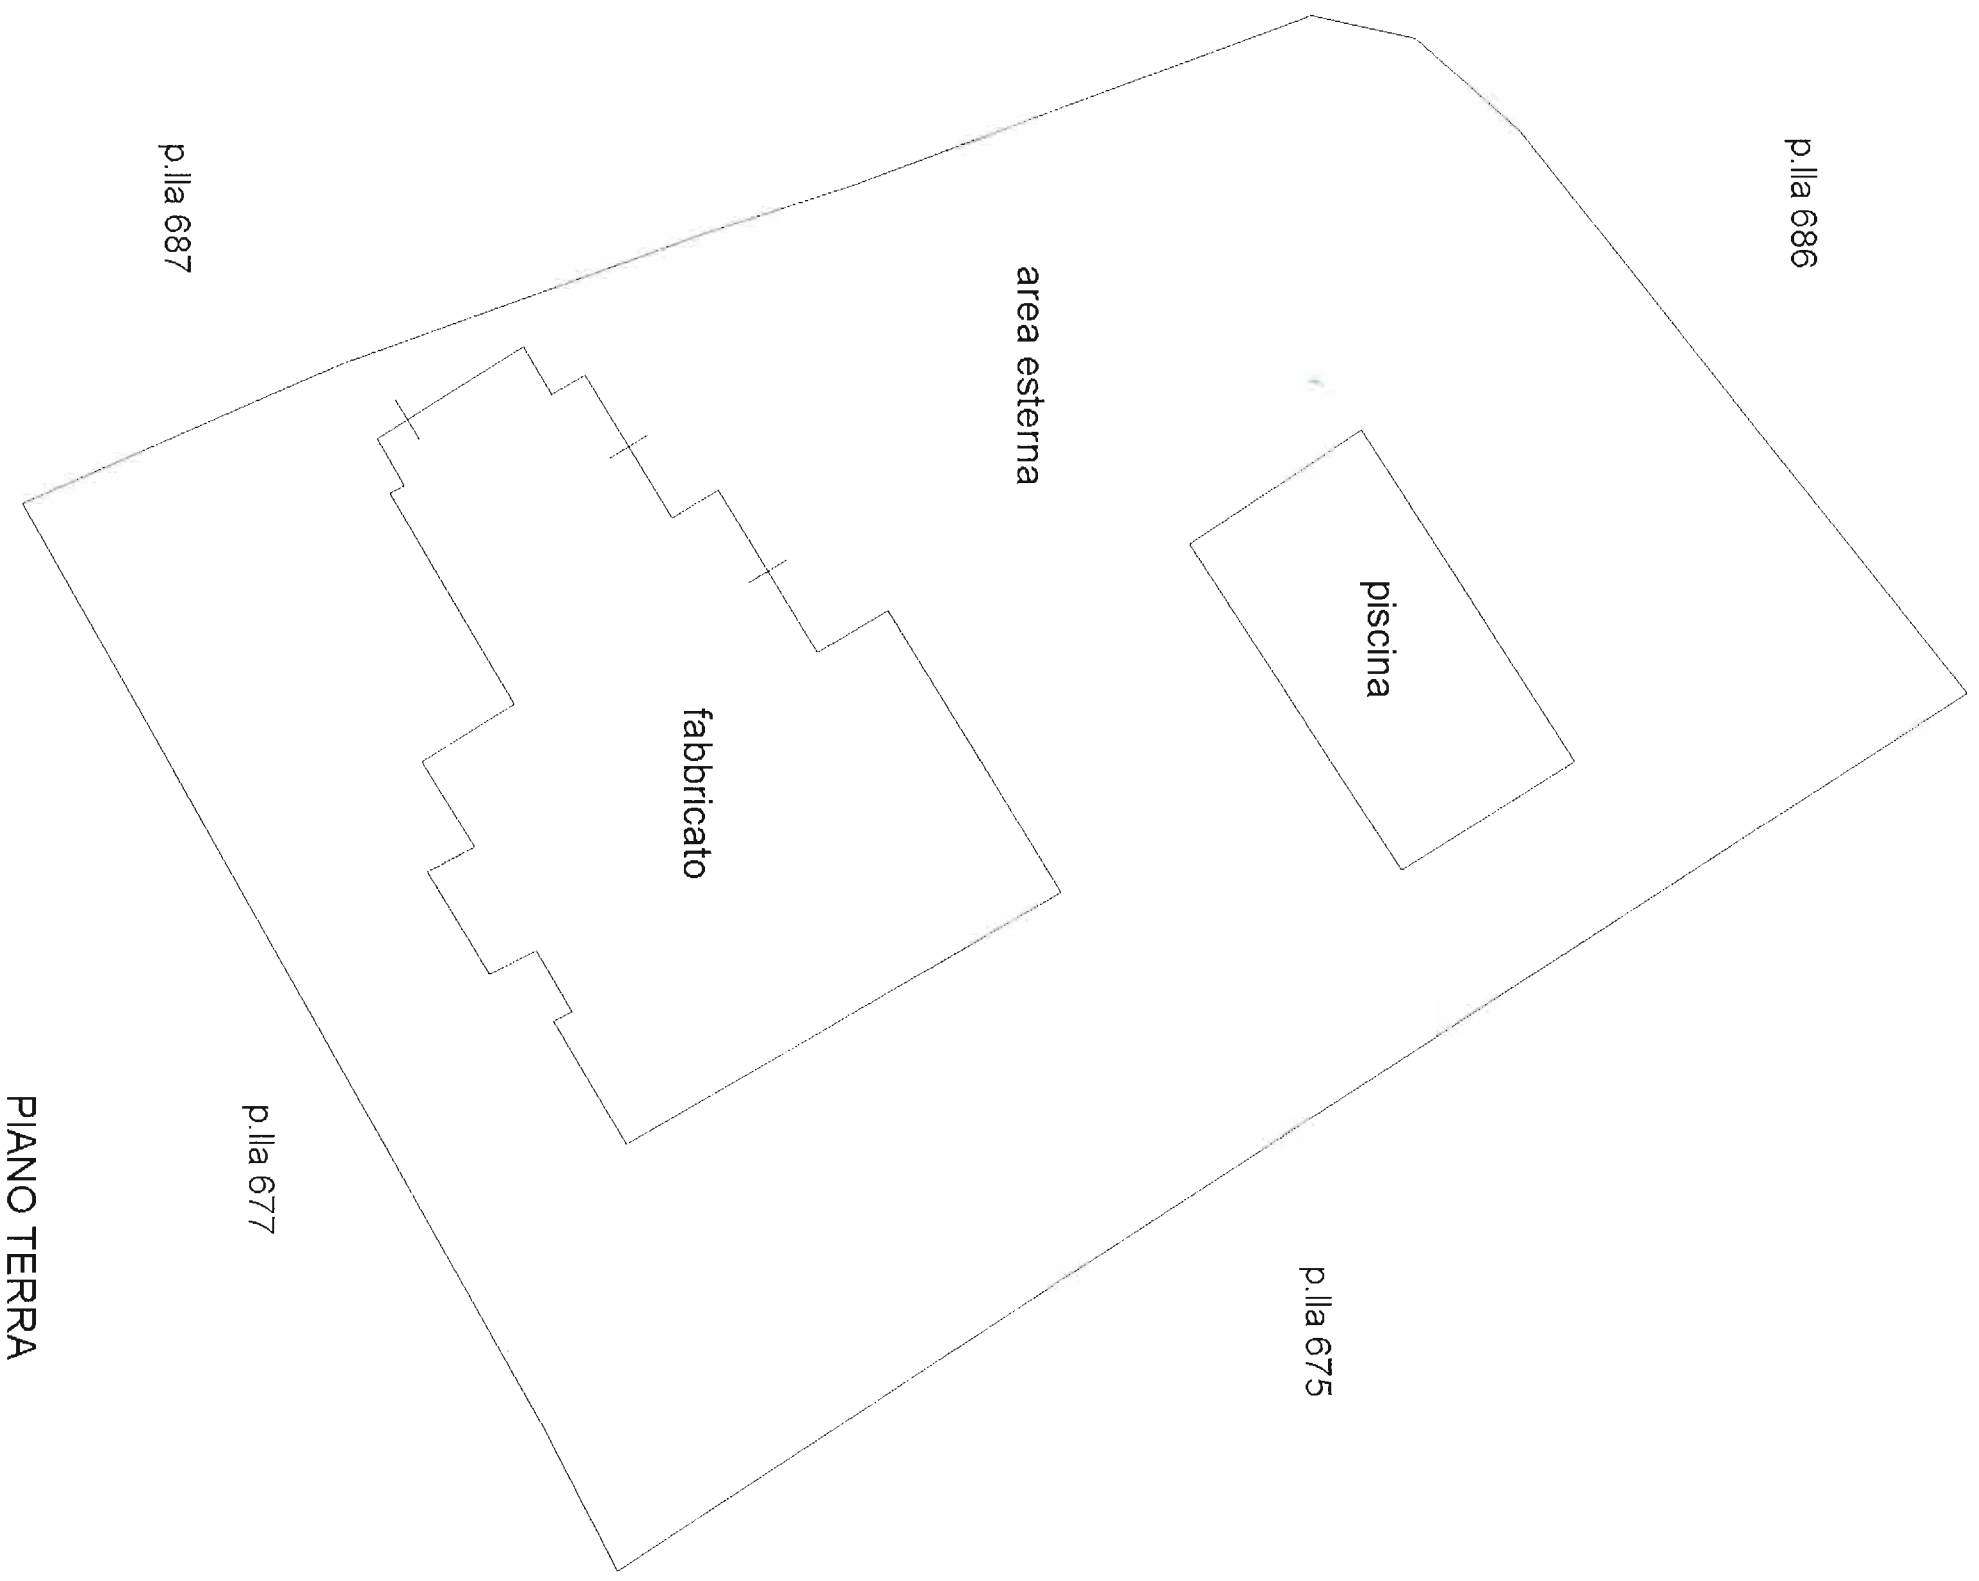 p.lla 686
p.lla 675
piscina
area esterna
fabbricato
p.lla 687
p.lla 677
PIANO TERRA